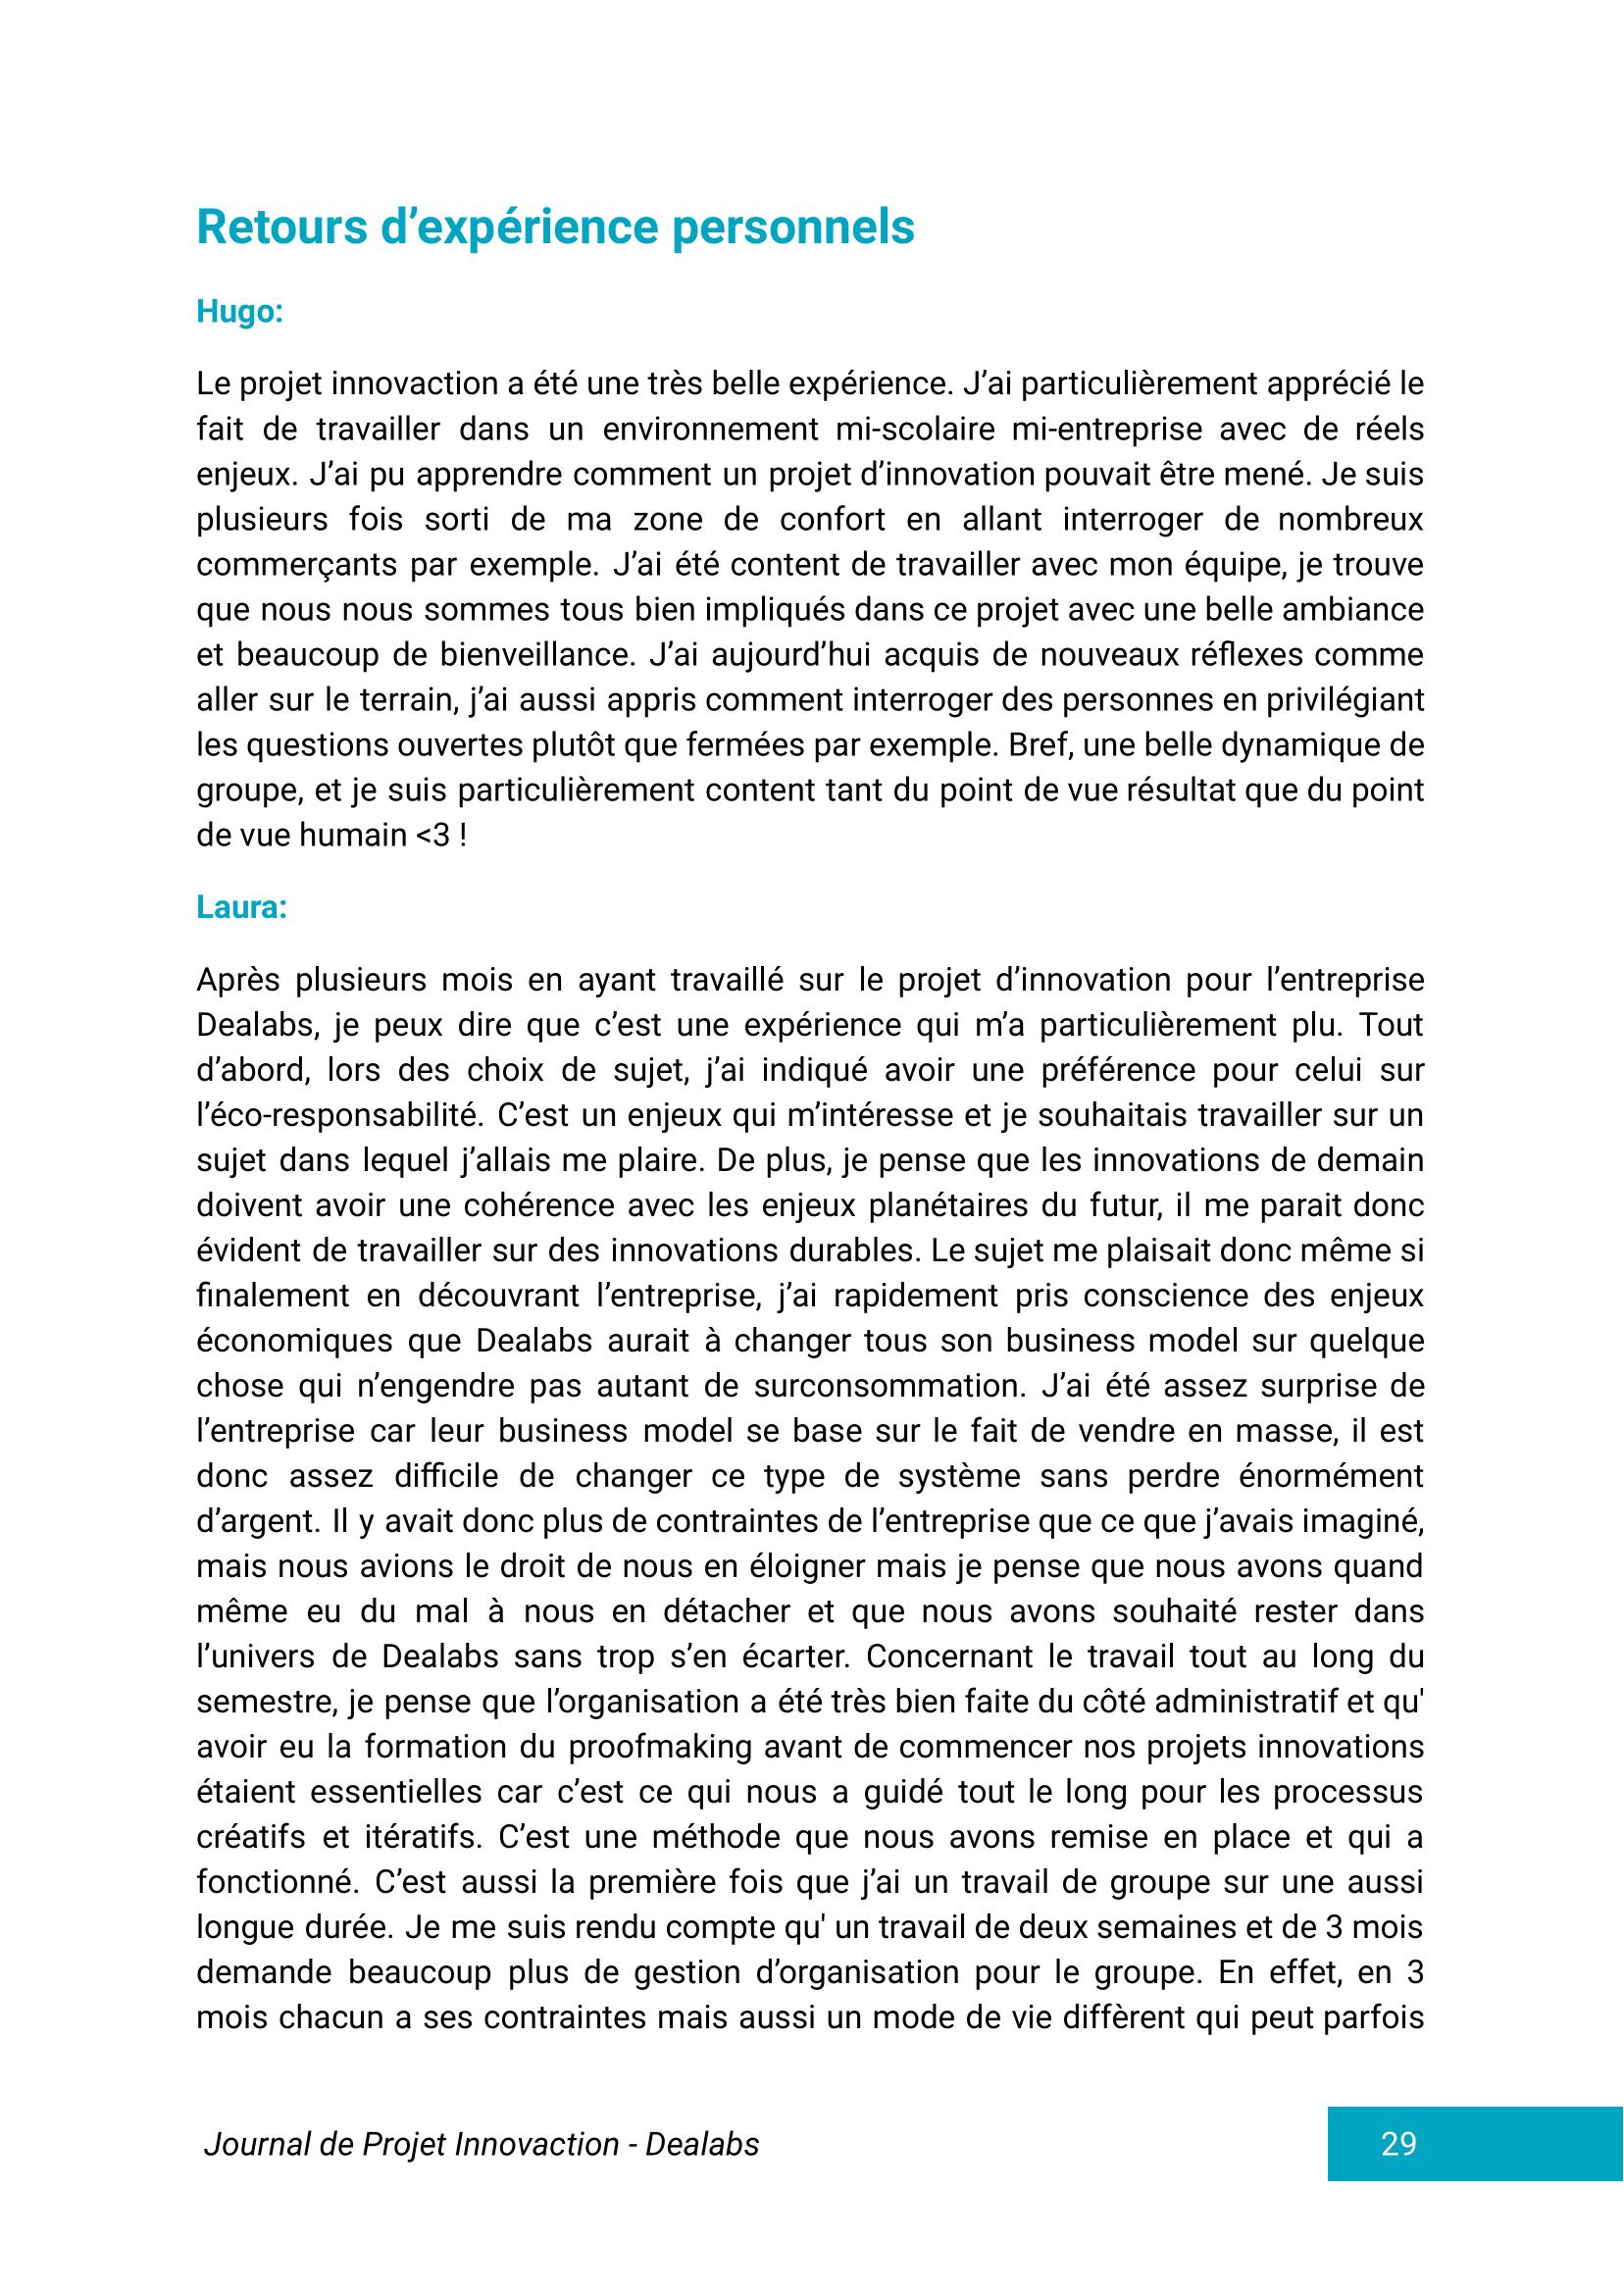 Retours d’expérience personnels
Hugo:
Le projet innovaction a été une très belle expérience. J’ai particulièrement apprécié le
fait de travailler dans un environnement mi-scolaire mi-entreprise avec de réels
enjeux. J’ai pu apprendre comment un projet d’innovation pouvait être mené. Je suis
plusieurs fois sorti de ma zone de confort en allant interroger de nombreux
commerçants par exemple. J’ai été content de travailler avec mon équipe, je trouve
que nous nous sommes tous bien impliqués dans ce projet avec une belle ambiance
et beaucoup de bienveillance. J’ai aujourd’hui acquis de nouveaux réflexes comme
aller sur le terrain, j’ai aussi appris comment interroger des personnes en privilégiant
les questions ouvertes plutôt que fermées par exemple. Bref, une belle dynamique de
groupe, et je suis particulièrement content tant du point de vue résultat que du point
de vue humain <3 !
Laura:
Après plusieurs mois en ayant travaillé sur le projet d’innovation pour l’entreprise
Dealabs, je peux dire que c’est une expérience qui m’a particulièrement plu. Tout
d’abord, lors des choix de sujet, j’ai indiqué avoir une préférence pour celui sur
l’éco-responsabilité. C’est un enjeux qui m’intéresse et je souhaitais travailler sur un
sujet dans lequel j’allais me plaire. De plus, je pense que les innovations de demain
doivent avoir une cohérence avec les enjeux planétaires du futur, il me parait donc
évident de travailler sur des innovations durables. Le sujet me plaisait donc même si
finalement en découvrant l’entreprise, j’ai rapidement pris conscience des enjeux
économiques que Dealabs aurait à changer tous son business model sur quelque
chose qui n’engendre pas autant de surconsommation. J’ai été assez surprise de
l’entreprise car leur business model se base sur le fait de vendre en masse, il est
donc assez difficile de changer ce type de système sans perdre énormément
d’argent. Il y avait donc plus de contraintes de l’entreprise que ce que j’avais imaginé,
mais nous avions le droit de nous en éloigner mais je pense que nous avons quand
même eu du mal à nous en détacher et que nous avons souhaité rester dans
l’univers de Dealabs sans trop s’en écarter. Concernant le travail tout au long du
semestre, je pense que l’organisation a été très bien faite du côté administratif et qu'
avoir eu la formation du proofmaking avant de commencer nos projets innovations
étaient essentielles car c’est ce qui nous a guidé tout le long pour les processus
créatifs et itératifs. C’est une méthode que nous avons remise en place et qui a
fonctionné. C’est aussi la première fois que j’ai un travail de groupe sur une aussi
longue durée. Je me suis rendu compte qu' un travail de deux semaines et de 3 mois
demande beaucoup plus de gestion d’organisation pour le groupe. En effet, en 3
mois chacun a ses contraintes mais aussi un mode de vie diffèrent qui peut parfois
Journal de Projet Innovaction - Dealabs
29